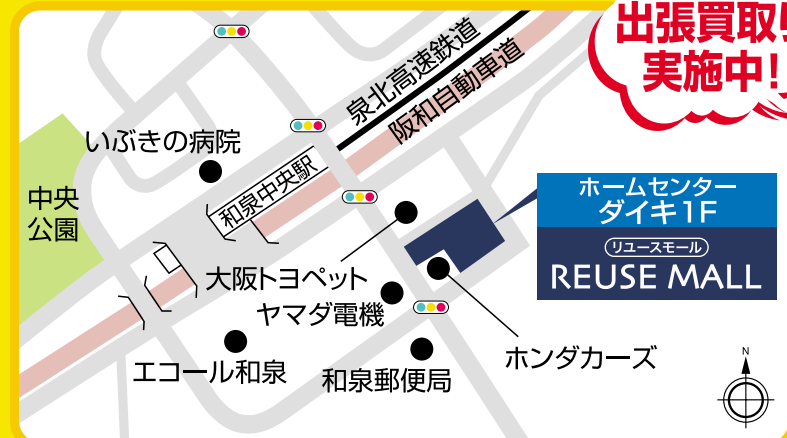 出張買取り
実施中!
泉北高速鉄道
阪和自動車道
いぶきの病院
和泉中央駅
中央
公園
ホームセンター
ダイキ1F
リユースモール
REUSE MALL
大阪トヨペット
ヤマダ電機
ホンダカーズ
エコール和泉
和泉郵便局
N